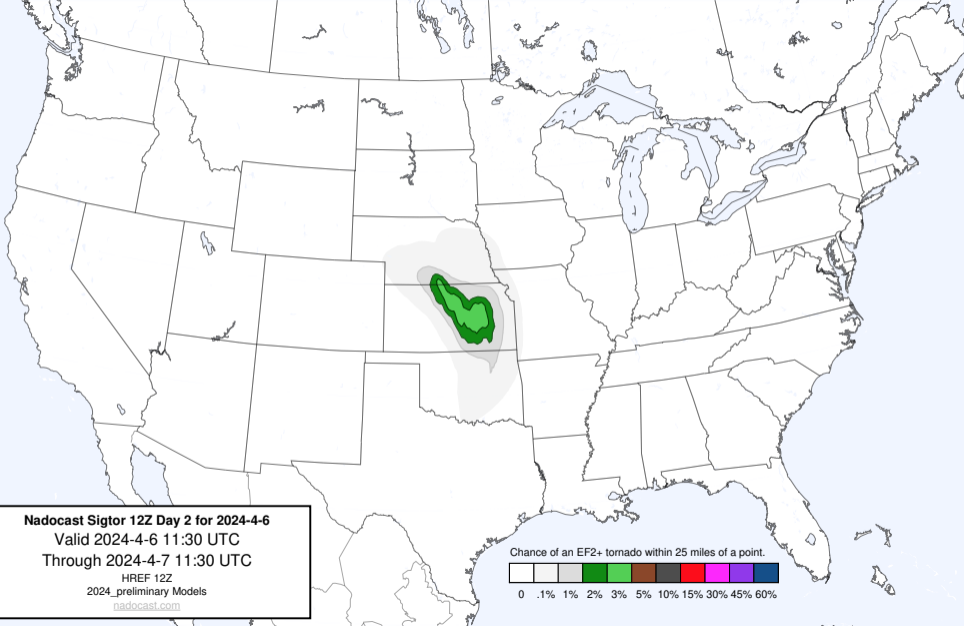 Nadocast Sigtor 12Z Day 2 for 2024-4-6
Valid 2024-4-6 11:30 UTC
Through 2024-4-7 11:30 UTC
HREF 12Z
2024_preliminary Models
nadocast.com
Chance of an EF2+ tornado within 25 miles of a point.
0 .1% 1% 2% 3% 5% 10% 15% 30% 45% 60%